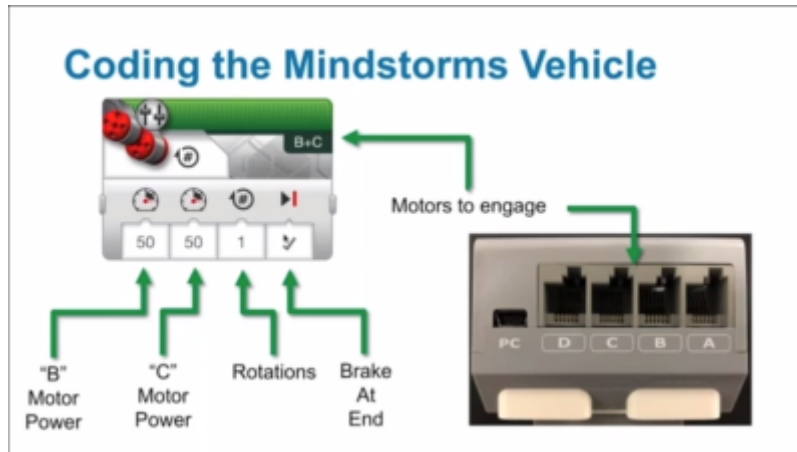 Coding the Mindstorms Vehicle
B+C
#
#
50 50 1
Motors to engage
PC D C B A
"B"
Motor
Power
"C"
Motor
Power
Rotations
Brake
At
End